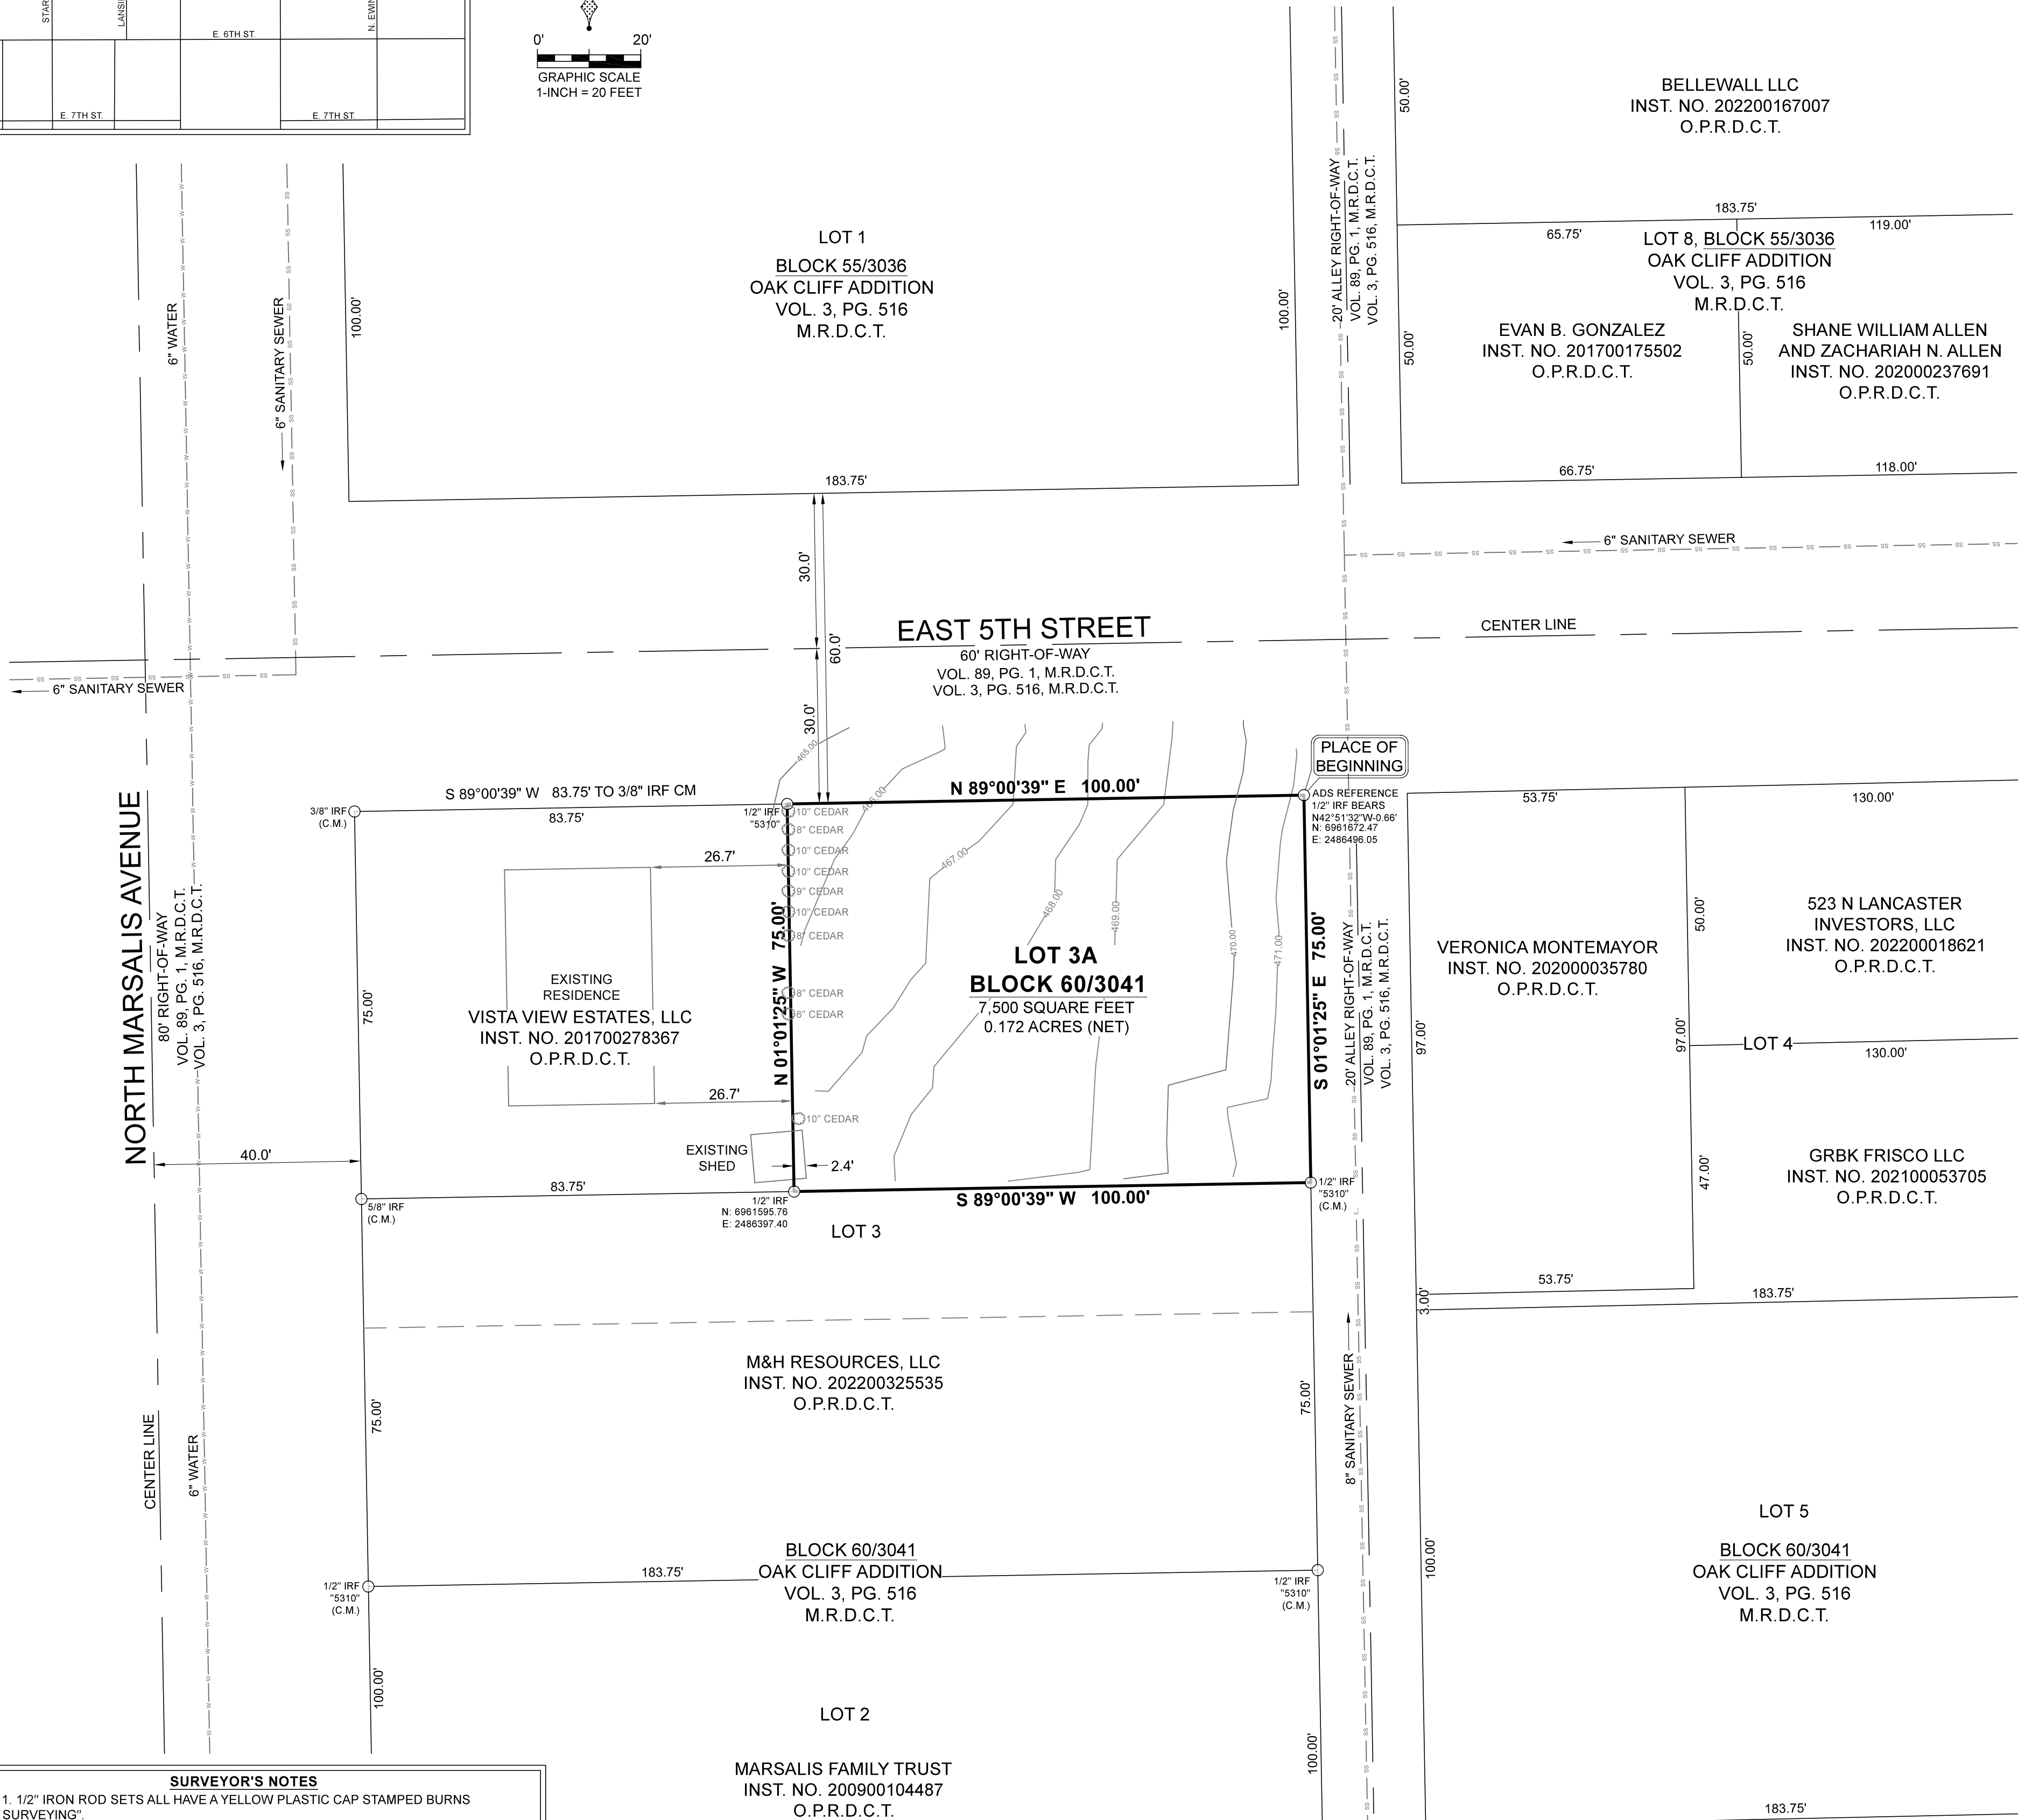 STAR
LANSI
N. EWIN
E. 6TH ST.
E. 7TH ST.
E. 7TH ST.
0' 20'
GRAPHIC SCALE
1-INCH = 20 FEET
BELLEWALL LLC
INST. NO. 202200167007
O.P.R.D.C.T.
50.00'
20' ALLEY RIGHT-OF-WAY
VOL. 89, PG. 1, M.R.D.C.T.
VOL. 3, PG. 516, M.R.D.C.T.
183.75'
65.75'
119.00'
LOT 8, BLOCK 55/3036
OAK CLIFF ADDITION
VOL. 3, PG. 516
M.R.D.C.T.
LOT 1
BLOCK 55/3036
OAK CLIFF ADDITION
VOL. 3, PG. 516
M.R.D.C.T.
6" WATER
6" SANITARY SEWER
100.00'
100.00'
50.00'
EVAN B. GONZALEZ
INST. NO. 201700175502
O.P.R.D.C.T.
50.00'
SHANE WILLIAM ALLEN
AND ZACHARIAH N. ALLEN
INST. NO. 202000237691
O.P.R.D.C.T.
183.75'
66.75'
118.00'
30.0'
60.0'
30.0'
6" SANITARY SEWER
EAST 5TH STREET
60' RIGHT-OF-WAY
VOL. 89, PG. 1, M.R.D.C.T.
VOL. 3, PG. 516, M.R.D.C.T.
CENTER LINE
6" SANITARY SEWER
PLACE OF
BEGINNING
S 89°00'39" W 83.75' TO 3/8" IRF CM
83.75'
3/8" IRF
(C.M.)
1/2" IRF
"5310"
N 89°00'39" E 100.00'
ADS REFERENCE
1/2" IRF BEARS
N42°51'32"W-0.66'
N: 6961672.47
E: 2486496.05
53.75'
130.00'
465.00
466.00
467.00
468.00
469.00
470.00
471.00
10" CEDAR
8" CEDAR
10" CEDAR
10" CEDAR
9" CEDAR
10" CEDAR
8" CEDAR
8" CEDAR
6" CEDAR
10" CEDAR
26.7'
26.7'
NORTH MARSALIS AVENUE
80' RIGHT-OF-WAY
VOL. 89, PG. 1, M.R.D.C.T.
VOL. 3, PG. 516, M.R.D.C.T.
75.00'
EXISTING
RESIDENCE
VISTA VIEW ESTATES, LLC
INST. NO. 201700278367
O.P.R.D.C.T.
N 01°01'25" W 75.00'
LOT 3A
BLOCK 60/3041
7,500 SQUARE FEET
0.172 ACRES (NET)
S 01°01'25" E 75.00'
20' ALLEY RIGHT-OF-WAY
VOL. 89, PG. 1, M.R.D.C.T.
VOL. 3, PG. 516, M.R.D.C.T.
97.00'
VERONICA MONTEMAYOR
INST. NO. 202000035780
O.P.R.D.C.T.
97.00'
50.00'
523 N LANCASTER
INVESTORS, LLC
INST. NO. 202200018621
O.P.R.D.C.T.
LOT 4
130.00'
47.00'
GRBK FRISCO LLC
INST. NO. 202100053705
O.P.R.D.C.T.
40.0'
EXISTING
SHED
2.4'
83.75'
5/8" IRF
(C.M.)
1/2" IRF
N: 6961595.76
E: 2486397.40
S 89°00'39" W 100.00'
1/2" IRF
"5310"
(C.M.)
LOT 3
53.75'
3.00'
183.75'
M&H RESOURCES, LLC
INST. NO. 202200325535
O.P.R.D.C.T.
75.00'
75.00'
8" SANITARY SEWER
CENTER LINE
6" WATER
LOT 5
BLOCK 60/3041
OAK CLIFF ADDITION
VOL. 3, PG. 516
M.R.D.C.T.
100.00'
183.75'
BLOCK 60/3041
OAK CLIFF ADDITION
VOL. 3, PG. 516
M.R.D.C.T.
1/2" IRF
"5310"
(C.M.)
1/2" IRF
"5310"
(C.M.)
100.00'
100.00'
LOT 2
MARSALIS FAMILY TRUST
INST. NO. 200900104487
O.P.R.D.C.T.
183.75'
SURVEYOR'S NOTES
1. 1/2" IRON ROD SETS ALL HAVE A YELLOW PLASTIC CAP STAMPED BURNS
SURVEYING".